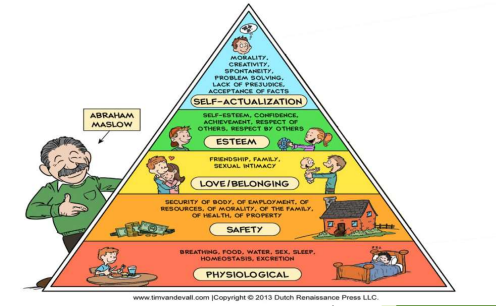 MORALITY,
CREATIVITY,
SPONTANEITY,
PROBLEM SOLVING,
LACK OF PREJUDICE,
ACCEPTANCE OF FACTS
SELF-ACTUALIZATION
SELF-ESTEEM, CONFIDENCE,
ACHIEVEMENT, RESPECT OF
OTHERS, RESPECT BY OTHERS
ESTEEM
ABRAHAM
MASLOW
FRIENDSHIP, FAMILY,
SEXUAL INTIMACY
LOVE/BELONGING
SECURITY OF BODY, OF EMPLOYMENT, OF
RESOURCES, OF MORALITY, OF THE FAMILY,
OF HEALTH, OF PROPERTY
SAFETY
BREATHING, FOOD, WATER, SEX, SLEEP,
HOMEOSTASIS, EXCRETION
PHYSIOLOGICAL
www.timvandevall.com |Copyright © 2013 Dutch Renaissance Press LLC.